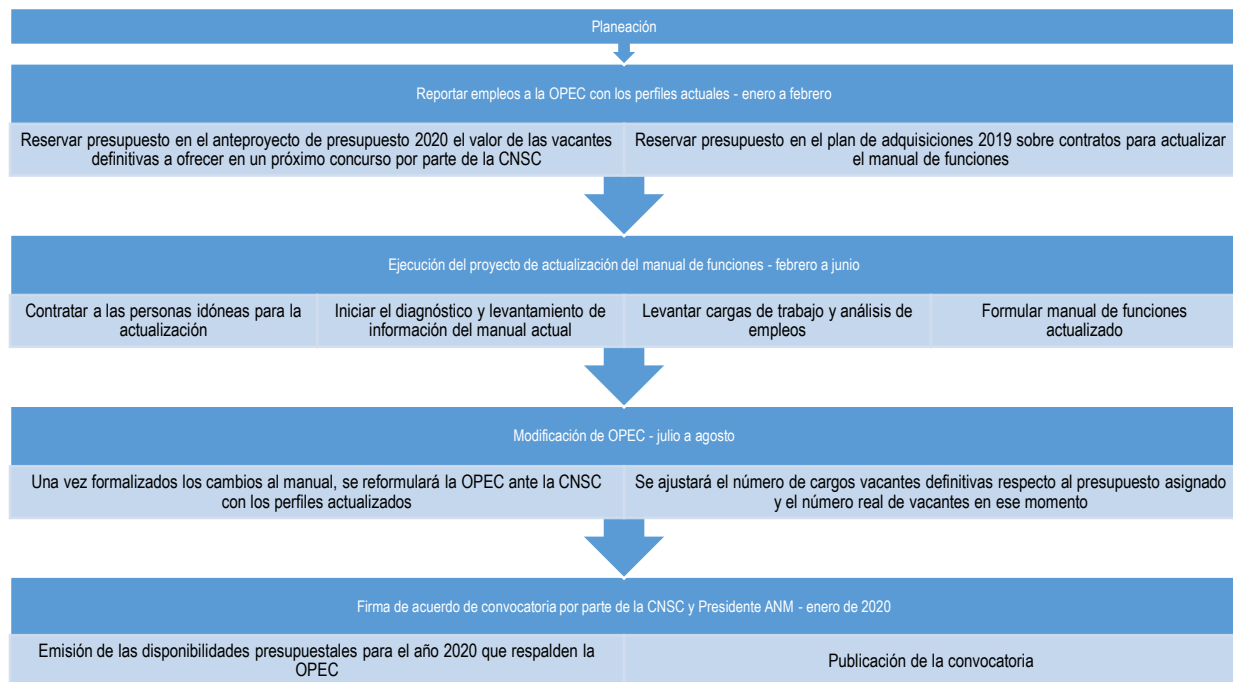 Planeación
Reportar empleos a la OPEC con los perfiles actuales - enero a febrero
Reservar presupuesto en el anteproyecto de presupuesto 2020 el valor de las vacantes
definitivas a ofrecer en un próximo concurso por parte de la CNSC
Reservar presupuesto en el plan de adquisiciones 2019 sobre contratos para actualizar
el manual de funciones
Ejecución del proyecto de actualización del manual de funciones - febrero a junio
Contratar a las personas idóneas para la
actualización
Iniciar el diagnóstico y levantamiento de
información del manual actual
Levantar cargas de trabajo y análisis de
empleos
Formular manual de funciones
actualizado
Modificación de OPEC - julio a agosto
Una vez formalizados los cambios al manual, se reformulará la OPEC ante la CNSC
con los perfiles actualizados
Se ajustará el número de cargos vacantes definitivas respecto al presupuesto asignado
y el número real de vacantes en ese momento
Firma de acuerdo de convocatoria por parte de la CNSC y Presidente ANM - enero de 2020
Emisión de las disponibilidades presupuestales para el año 2020 que respalden la
OPEC
Publicación de la convocatoria